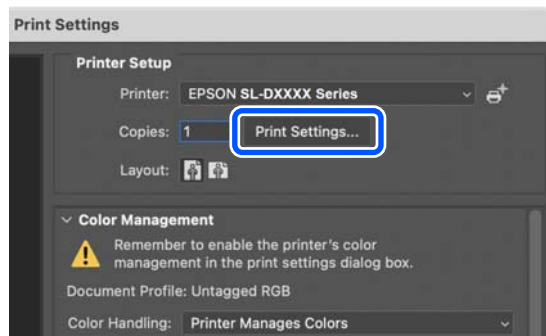 Print Settings
Printer Setup
Printer: EPSON SL-DXXXX Series
Copies: 1 Print Settings...
Layout:
Color Management
Remember to enable the printer's color
management in the print settings dialog box.
Document Profile: Untagged RGB
Color Handling: Printer Manages Colors